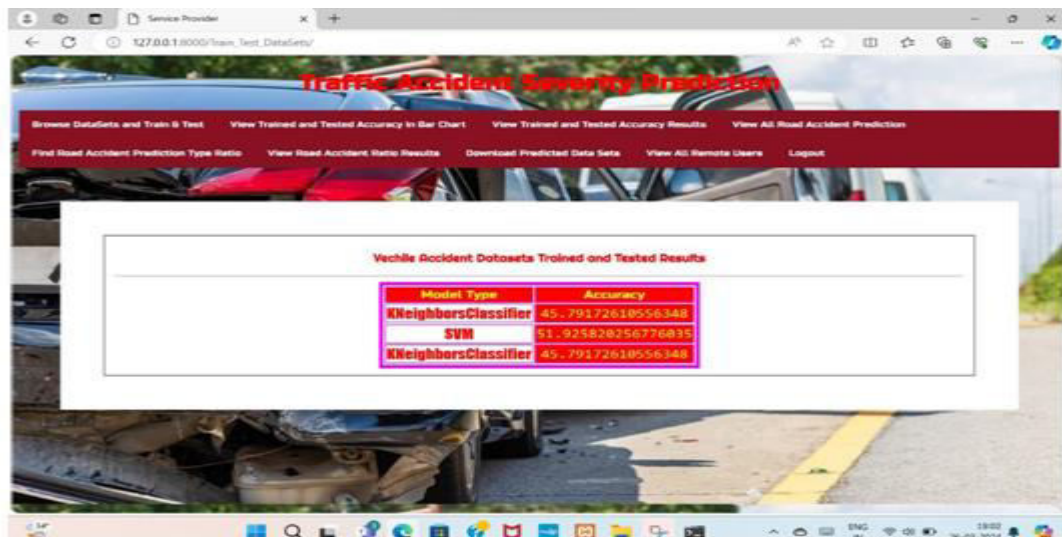 Service Provider
127.0.0.1:8000/Train_Test_DataSets/
Traffic Accident Severity Prediction
Browse DataSets and Train & Test View Trained and Tested Accuracy in Bar Chart View Trained and Tested Accuracy Results View All Road Accident Prediction
Find Road Accident Prediction Type Ratio View Road Accident Ratio Results Download Predicted Data Sets View All Remote Users Logout
Vechile Accident Datasets Trained and Tested Results
Model Type Accuracy
KNeighborsClassifier 45.79172610556348
SVM 51.925820256776035
KNeighborsClassifier 45.79172610556348
ENG 19:02